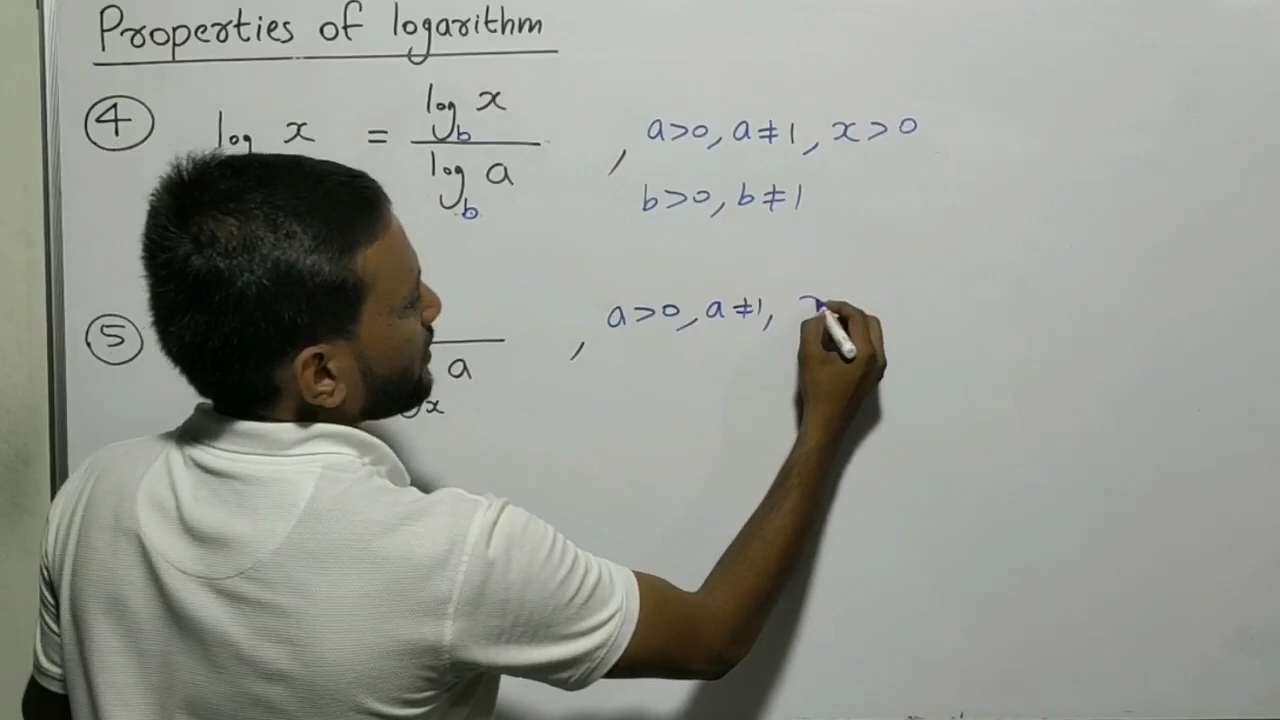 Properties of logarithm
④ log x = log_b x / log_b a , a>0, a≠1, x>0
b>0, b≠1
⑤ a x , a>0, a≠1,